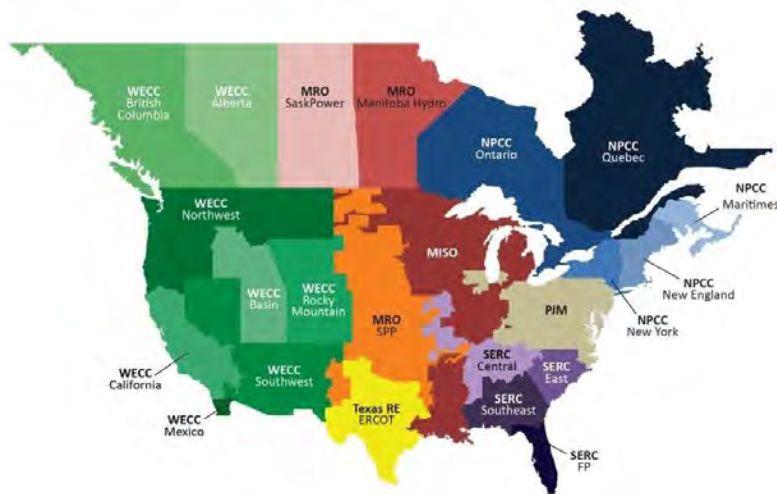 WECC
British
Columbia
WECC
Alberta
MRO
SaskPower
MRO
Manitoba Hydro
NPCC
Ontario
NPCC
Quebec
NPCC
Maritimes
WECC
Northwest
MISO
NPCC
New England
WECC
Basin
WECC
Rocky
Mountain
PJM
NPCC
New York
MRO
SPP
WECC
California
WECC
Southwest
SERC
Central
SERC
East
WECC
Mexico
Texas RE
ERCOT
SERC
Southeast
SERC
FP